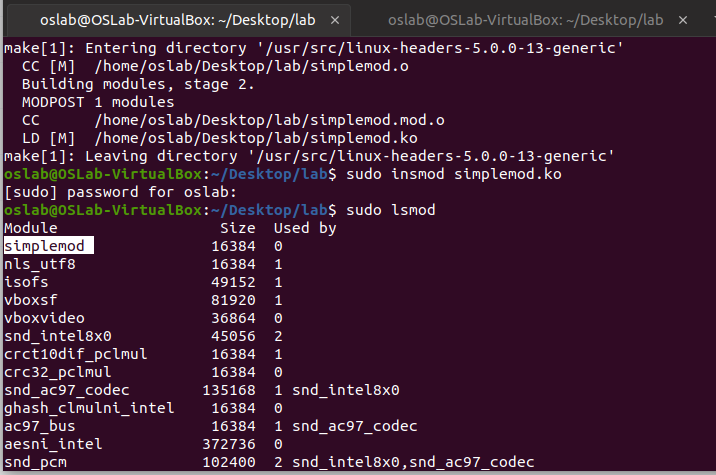 oslab@OSLab-VirtualBox: ~/Desktop/lab × oslab@OSLab-VirtualBox: ~/Desktop/lab ×
make[1]: Entering directory '/usr/src/linux-headers-5.0.0-13-generic'
  CC [M]  /home/oslab/Desktop/lab/simplemod.o
  Building modules, stage 2.
  MODPOST 1 modules
  CC      /home/oslab/Desktop/lab/simplemod.mod.o
  LD [M]  /home/oslab/Desktop/lab/simplemod.ko
make[1]: Leaving directory '/usr/src/linux-headers-5.0.0-13-generic'
oslab@OSLab-VirtualBox:~/Desktop/lab$ sudo insmod simplemod.ko
[sudo] password for oslab:
oslab@OSLab-VirtualBox:~/Desktop/lab$ sudo lsmod
Module                  Size  Used by
simplemod              16384  0
nls_utf8               16384  1
isofs                  49152  1
vboxsf                 81920  1
vboxvideo              36864  0
snd_intel8x0           45056  2
crct10dif_pclmul       16384  1
crc32_pclmul           16384  0
snd_ac97_codec        135168  1 snd_intel8x0
ghash_clmulni_intel    16384  0
ac97_bus               16384  1 snd_ac97_codec
aesni_intel           372736  0
snd_pcm               102400  2 snd_intel8x0,snd_ac97_codec